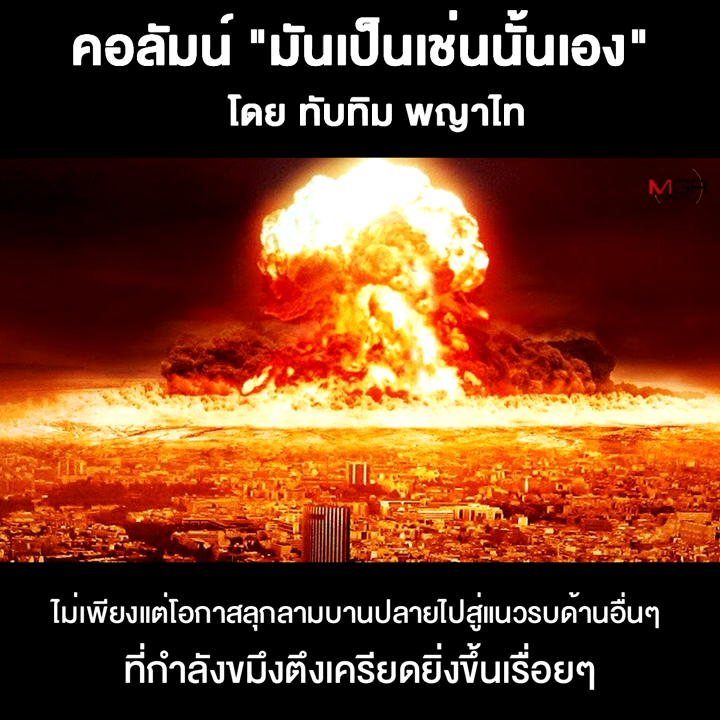 คอลัมน์ "มันเป็นเช่นนั้นเอง"
โดย ทับทิม พญาไท
MGR
ไม่เพียงแต่โอกาสลุกลามบานปลายไปสู่แนวรบด้านอื่นๆ
ที่กำลังขมึงตึงเครียดยิ่งขึ้นเรื่อยๆ